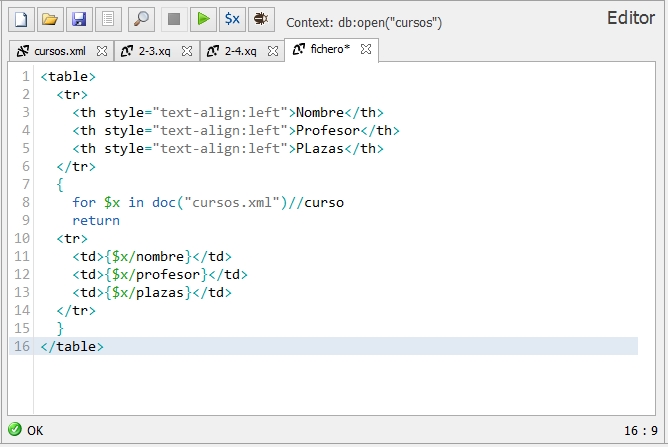 Context: db:open("cursos")
Editor
cursos.xml 2-3.xq 2-4.xq fichero*
1 <table>
2 <tr>
3 <th style="text-align:left">Nombre</th>
4 <th style="text-align:left">Profesor</th>
5 <th style="text-align:left">PLazas</th>
6 </tr>
7 {
8 for $x in doc("cursos.xml")//curso
9 return
10 <tr>
11 <td>{$x/nombre}</td>
12 <td>{$x/profesor}</td>
13 <td>{$x/plazas}</td>
14 </tr>
15 }
16 </table>
OK 16 : 9